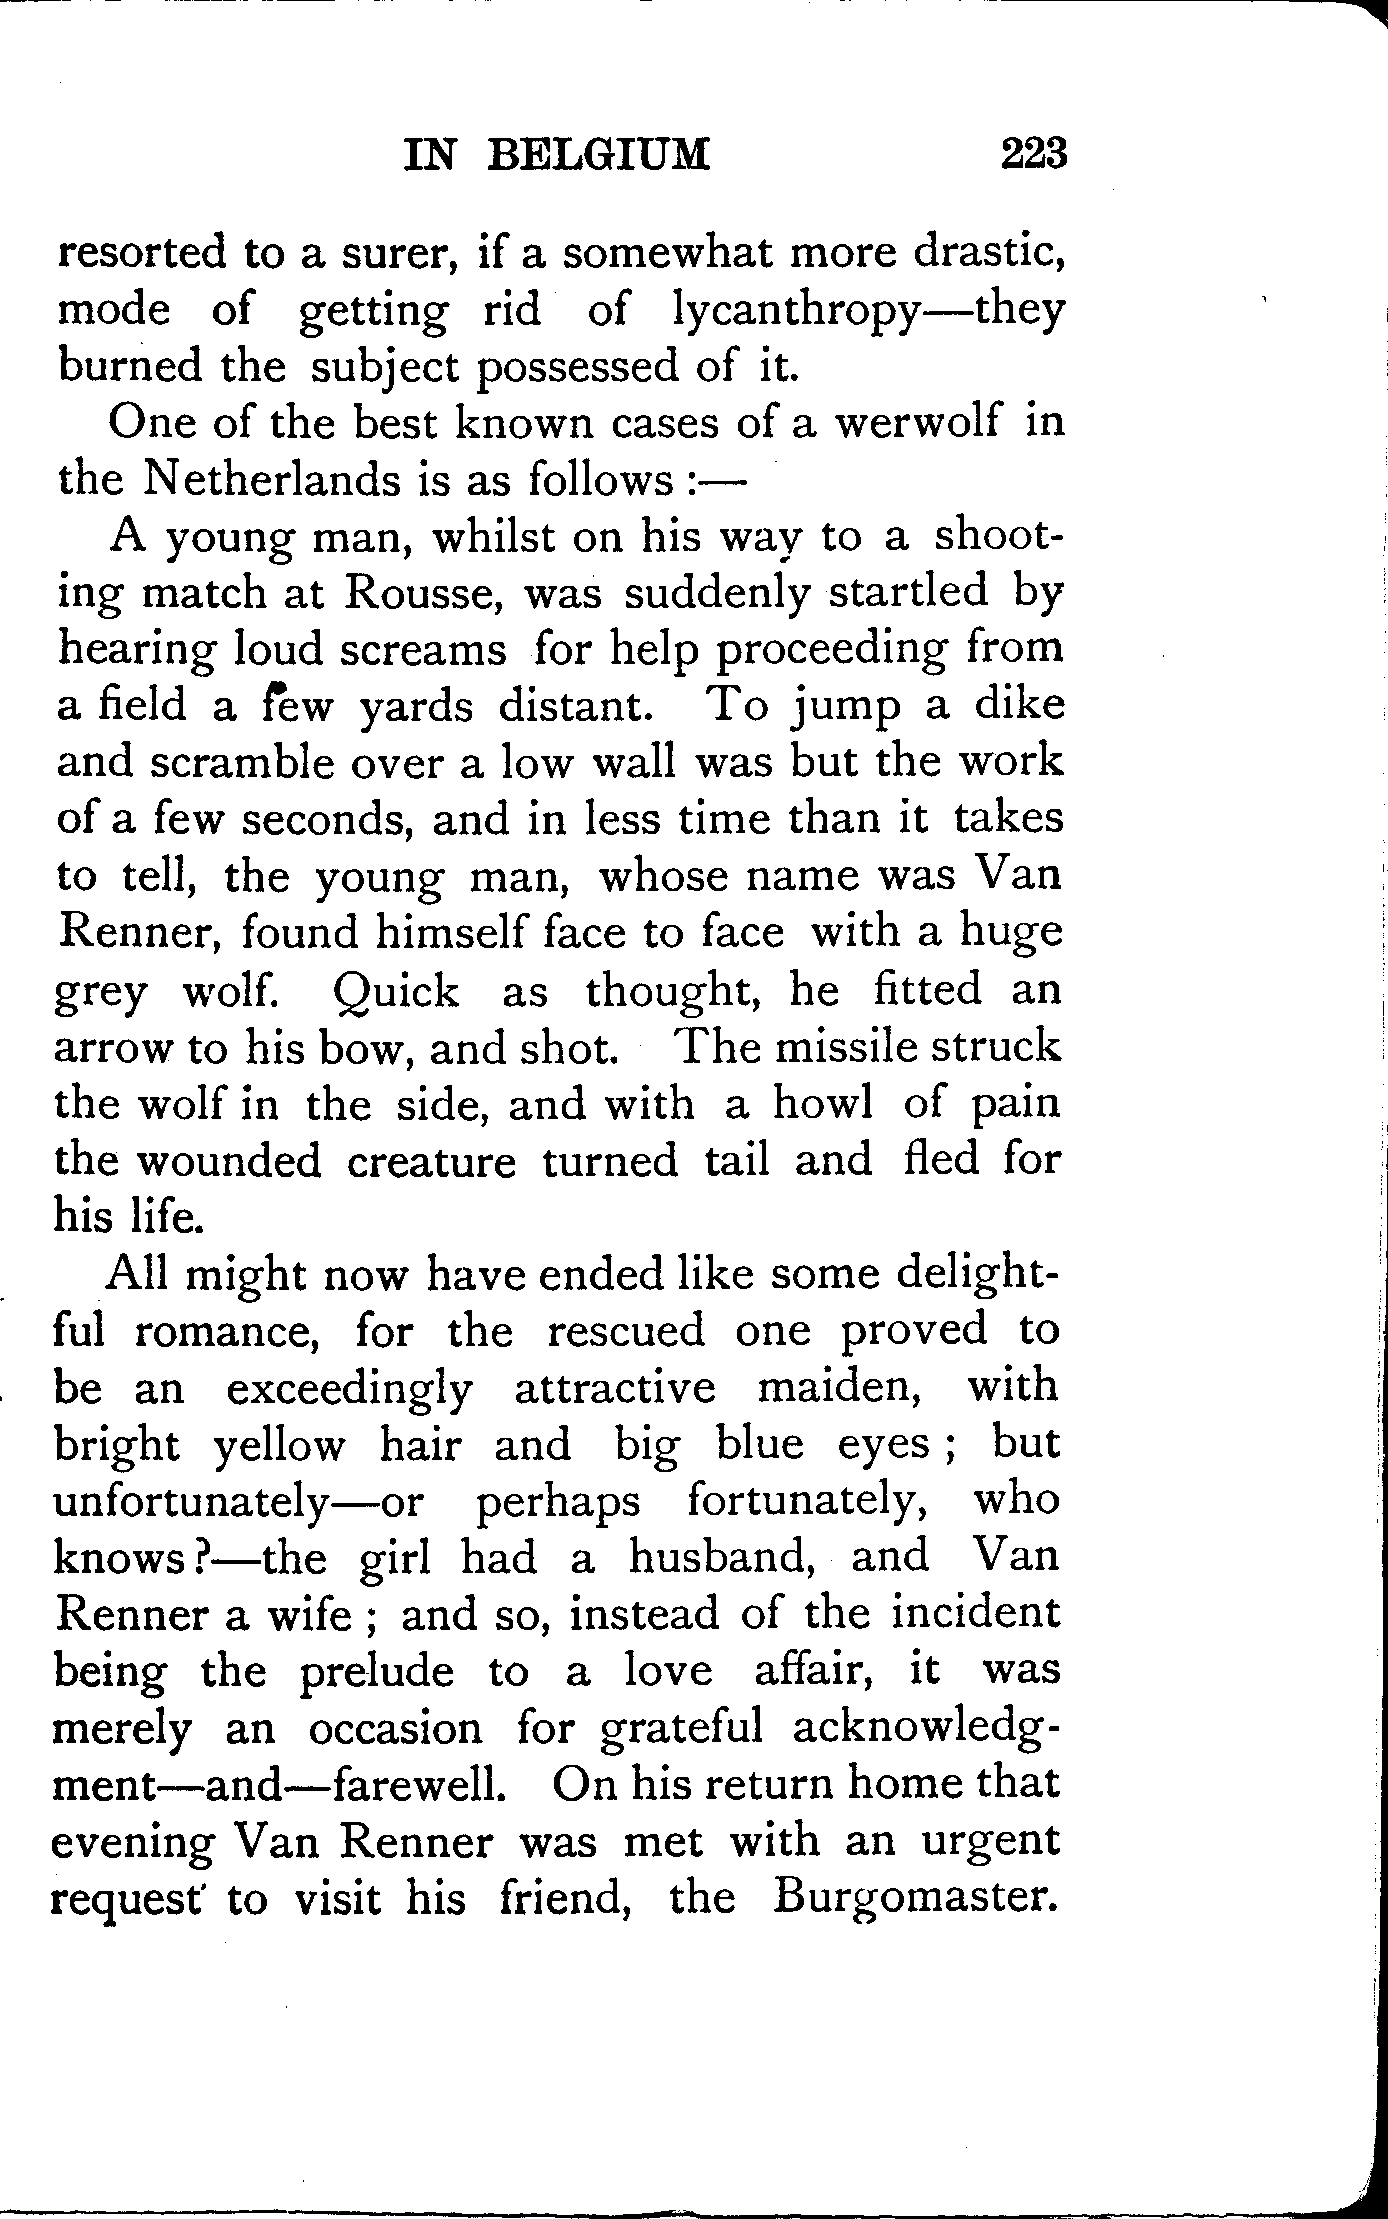 IN BELGIUM 223
resorted to a surer, if a somewhat more drastic,
mode of getting rid of lycanthropy—they
burned the subject possessed of it.
One of the best known cases of a werwolf in
the Netherlands is as follows :—
A young man, whilst on his way to a shoot-
ing match at Rousse, was suddenly startled by
hearing loud screams for help proceeding from
a field a few yards distant. To jump a dike
and scramble over a low wall was but the work
of a few seconds, and in less time than it takes
to tell, the young man, whose name was Van
Renner, found himself face to face with a huge
grey wolf. Quick as thought, he fitted an
arrow to his bow, and shot. The missile struck
the wolf in the side, and with a howl of pain
the wounded creature turned tail and fled for
his life.
All might now have ended like some delight-
ful romance, for the rescued one proved to
be an exceedingly attractive maiden, with
bright yellow hair and big blue eyes ; but
unfortunately—or perhaps fortunately, who
knows ?—the girl had a husband, and Van
Renner a wife ; and so, instead of the incident
being the prelude to a love affair, it was
merely an occasion for grateful acknowledg-
ment—and—farewell. On his return home that
evening Van Renner was met with an urgent
request to visit his friend, the Burgomaster.